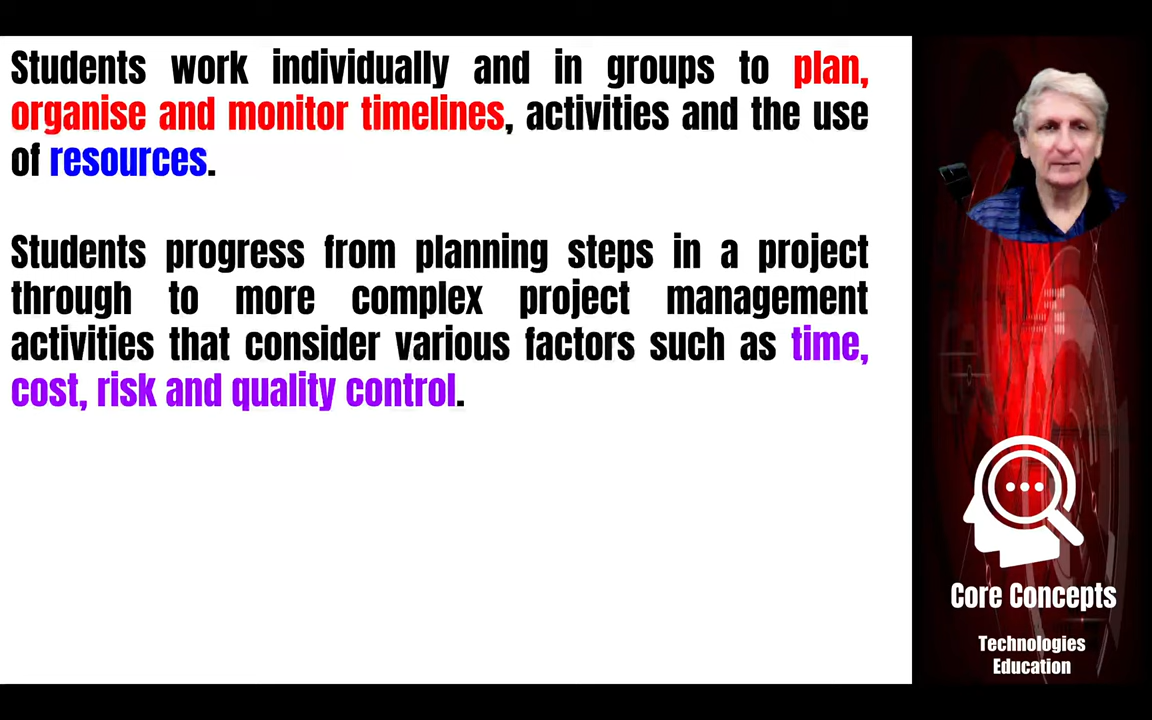 Students work individually and in groups to plan,
organise and monitor timelines, activities and the use
of resources.
Students progress from planning steps in a project
through to more complex project management
activities that consider various factors such as time,
cost, risk and quality control.
Core Concepts
Technologies
Education